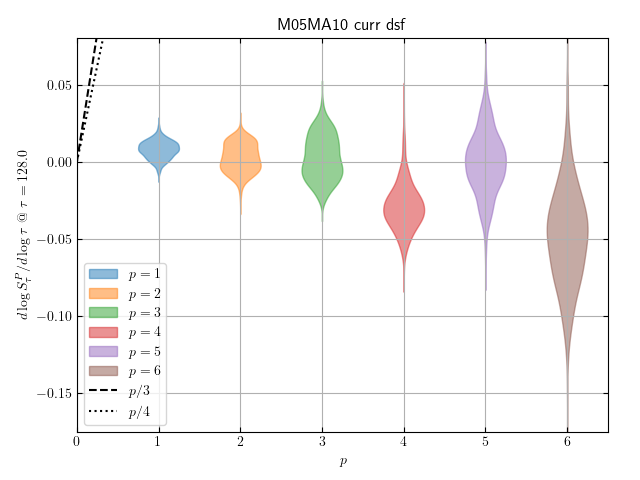 M05MA10 curr dsf
d log S_τ^P / d log τ @ τ = 128.0
0.05
0.00
−0.05
−0.10
−0.15
p = 1
p = 2
p = 3
p = 4
p = 5
p = 6
p/3
p/4
0 1 2 3 4 5 6
p